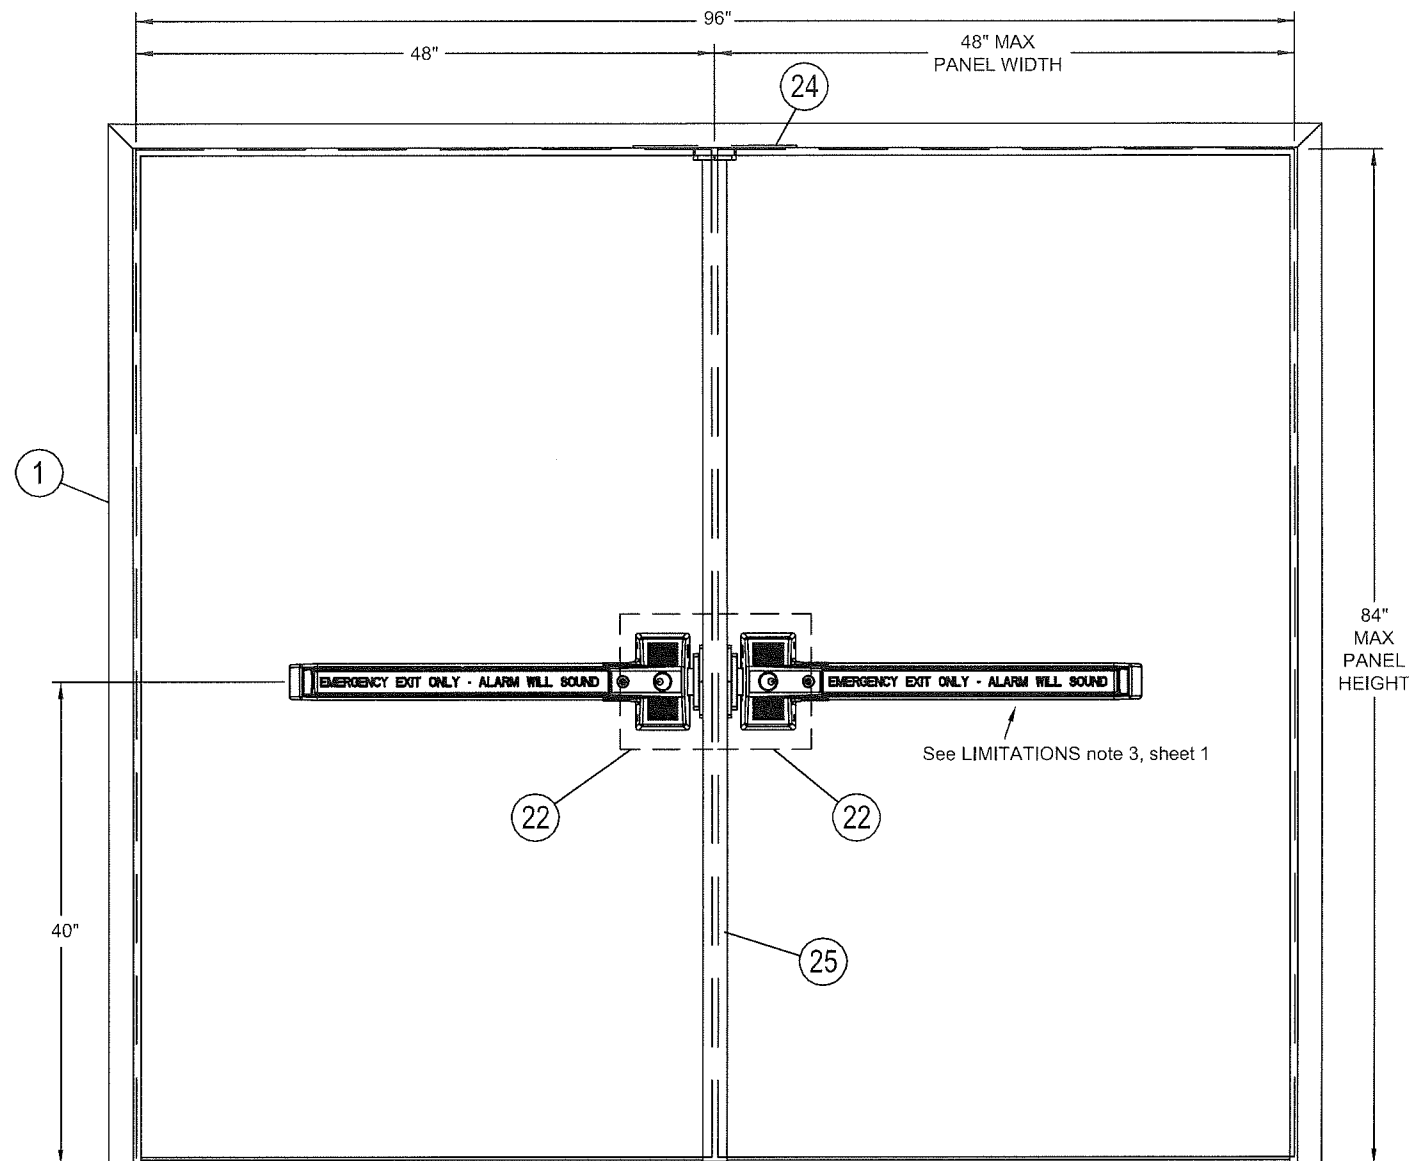 96"
48"
48" MAX
PANEL WIDTH
24
1
84"
MAX
PANEL
HEIGHT
EMERGENCY EXIT ONLY - ALARM WILL SOUND
EMERGENCY EXIT ONLY - ALARM WILL SOUND
See LIMITATIONS note 3, sheet 1
22
22
40"
25